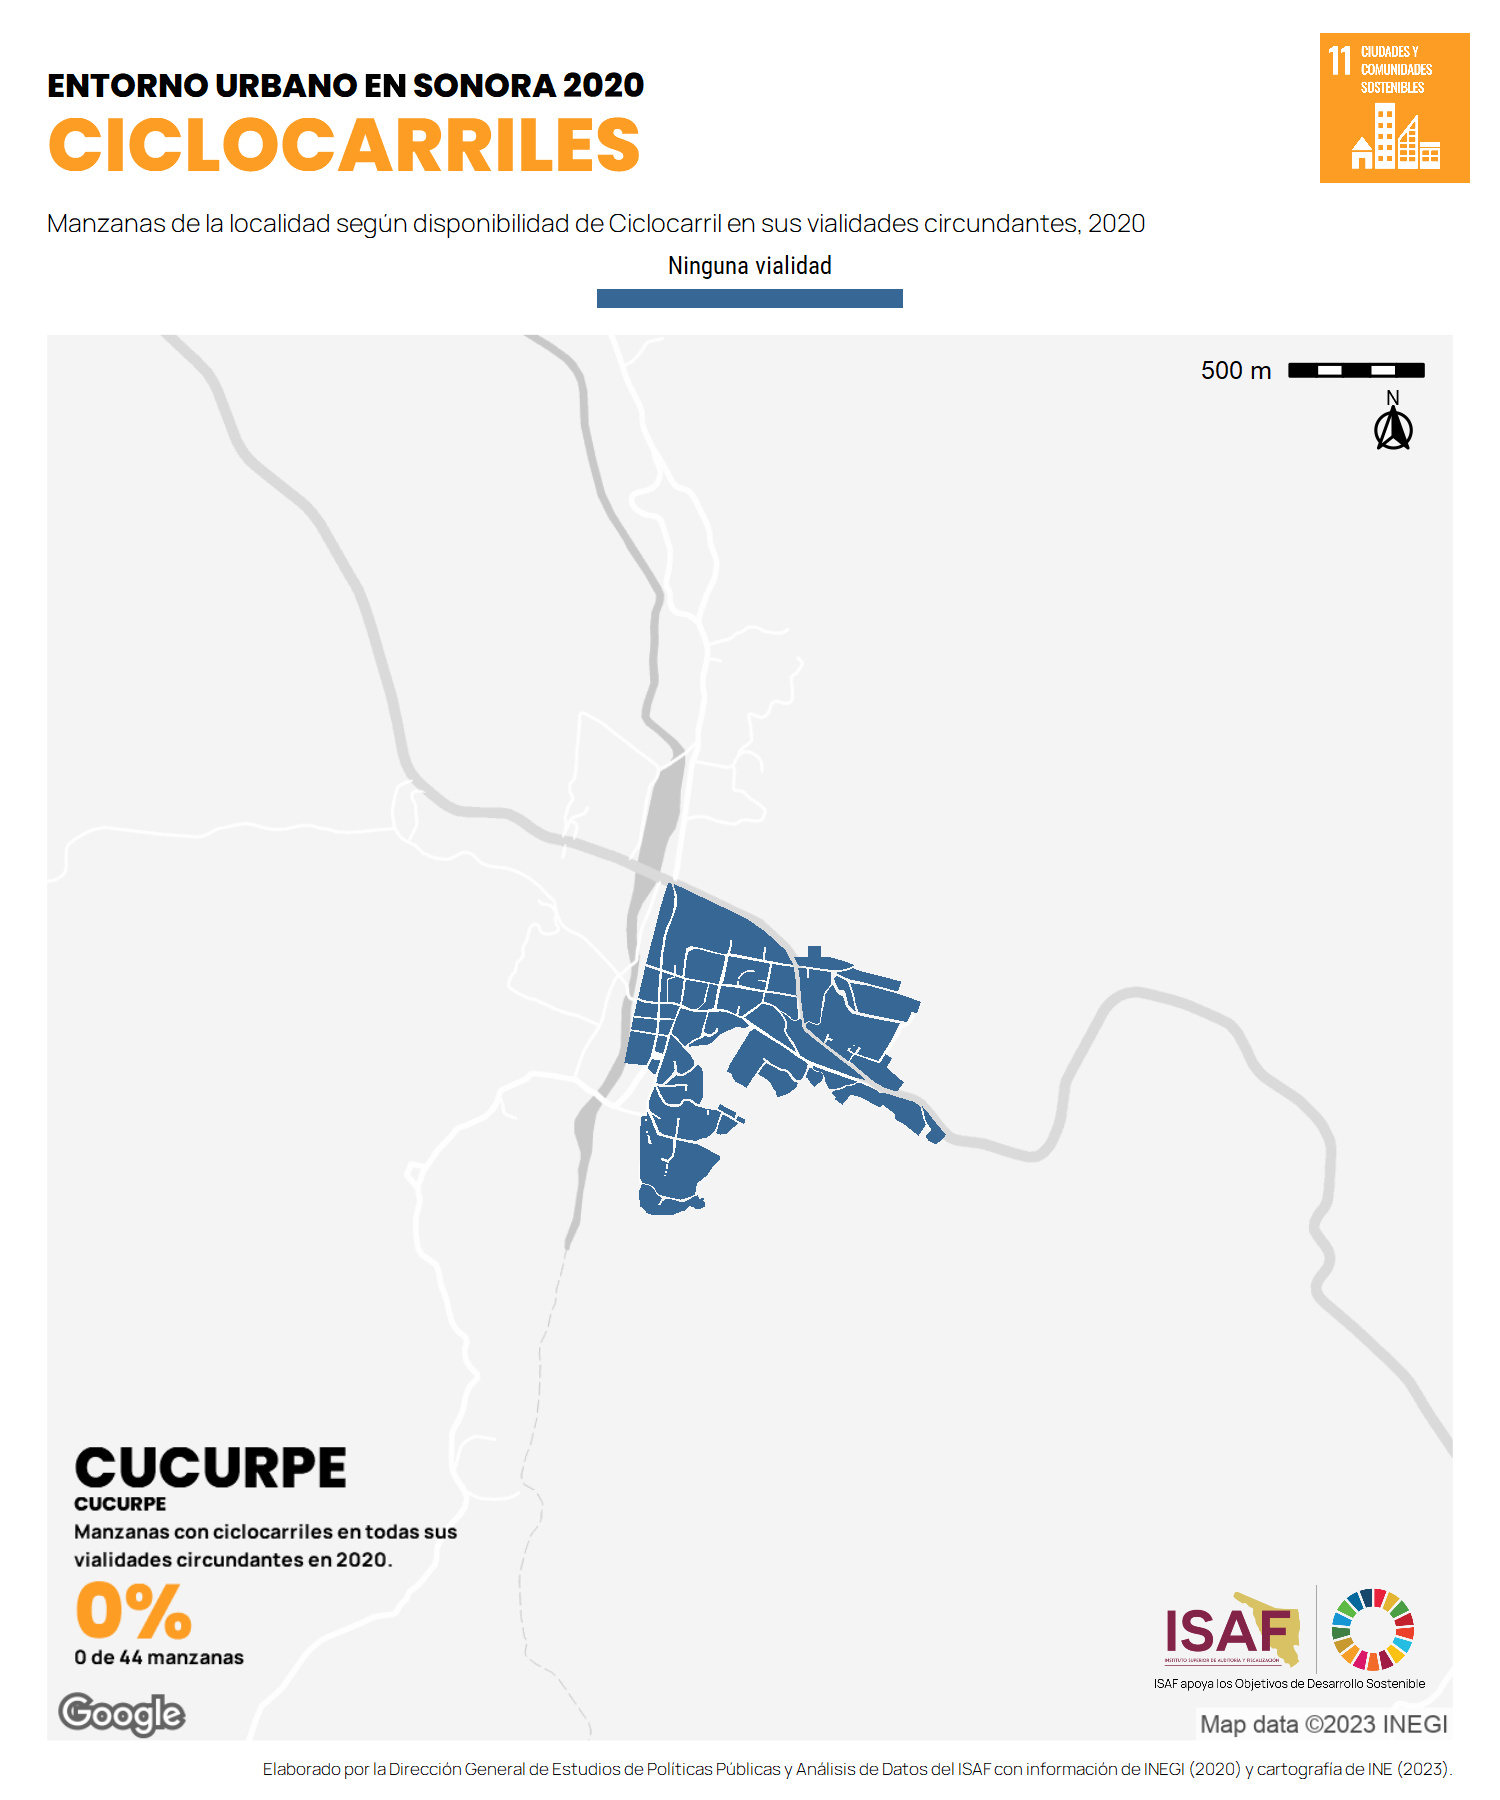 ENTORNO URBANO EN SONORA 2020
CICLOCARRILES
11 CIUDADES Y
COMUNIDADES
SOSTENIBLES
Manzanas de la localidad según disponibilidad de Ciclocarril en sus vialidades circundantes, 2020
Ninguna vialidad
500 m
N
CUCURPE
CUCURPE
Manzanas con ciclocarriles en todas sus
vialidades circundantes en 2020.
0%
0 de 44 manzanas
ISAF
INSTITUTO SUPERIOR DE AUDITORÍA Y FISCALIZACIÓN
ISAF apoya los Objetivos de Desarrollo Sostenible
Google
Map data ©2023 INEGI
Elaborado por la Dirección General de Estudios de Políticas Públicas y Análisis de Datos del ISAF con información de INEGI (2020) y cartografía de INE (2023).